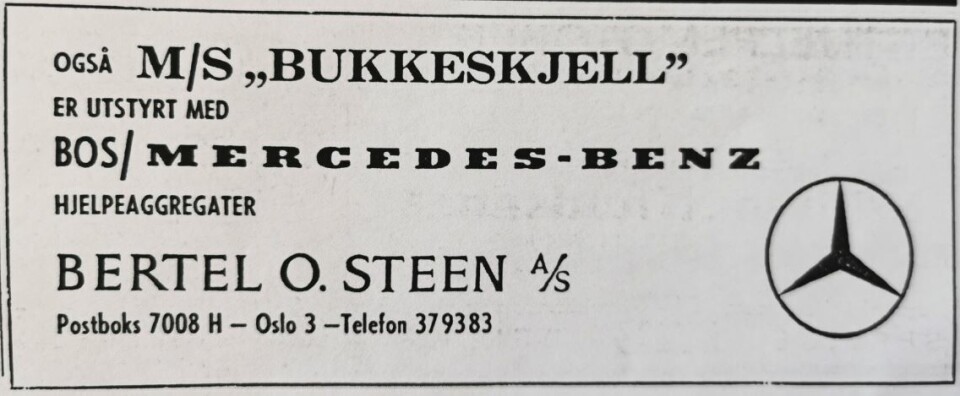 OGSÅ M/S „BUKKESKJELL”
ER UTSTYRT MED
BOS/MERCEDES-BENZ
HJELPEAGGREGATER
BERTEL O. STEEN A/S
Postboks 7008 H – Oslo 3 –Telefon 379383